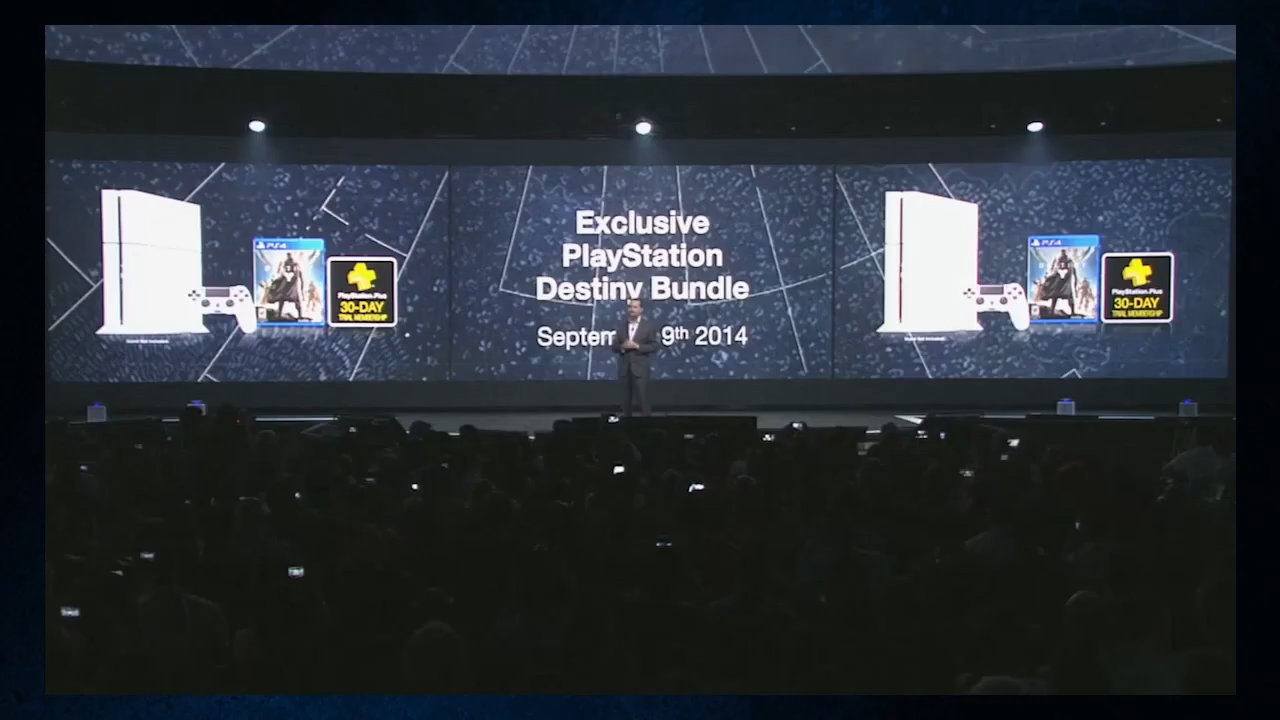 Exclusive
PlayStation
Destiny Bundle
Septem 9th 2014
PS4
PlayStation Plus
30-DAY
TRIAL MEMBERSHIP
PS4
PlayStation Plus
30-DAY
TRIAL MEMBERSHIP